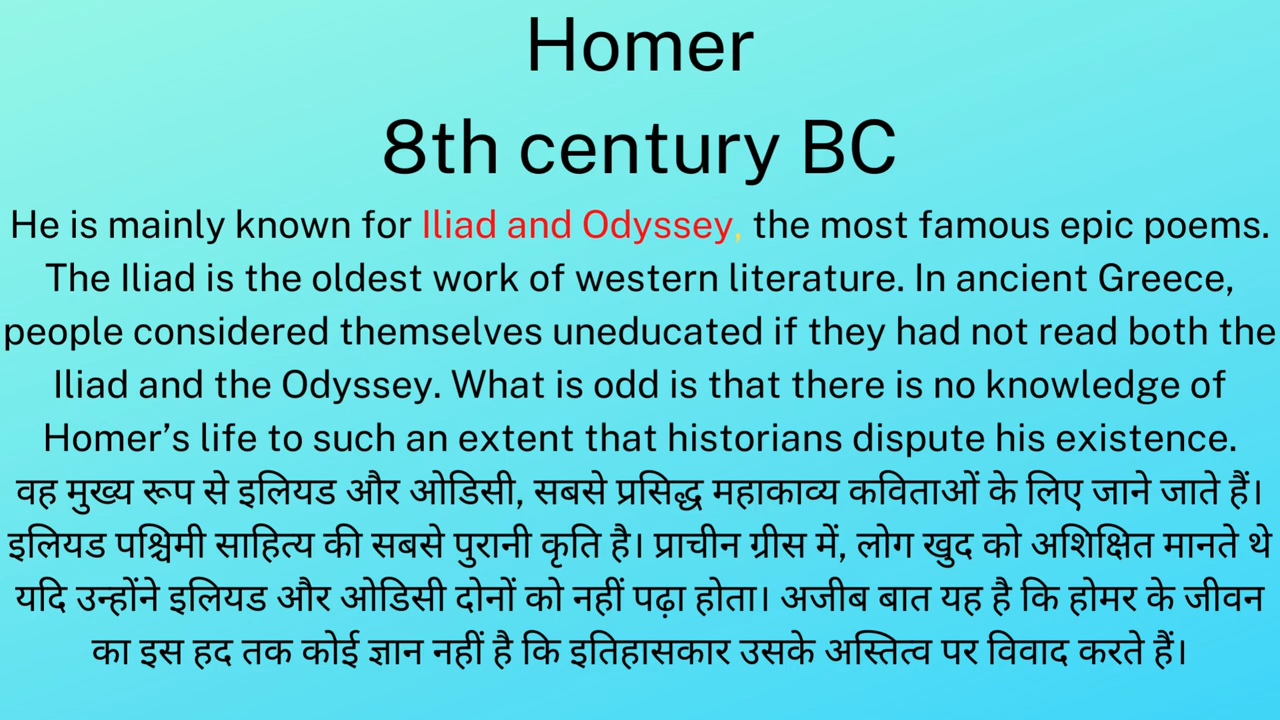 Homer
8th century BC
He is mainly known for Iliad and Odyssey, the most famous epic poems.
The Iliad is the oldest work of western literature. In ancient Greece,
people considered themselves uneducated if they had not read both the
Iliad and the Odyssey. What is odd is that there is no knowledge of
Homer’s life to such an extent that historians dispute his existence.
वह मुख्य रूप से इलियड और ओडिसी, सबसे प्रसिद्ध महाकाव्य कविताओं के लिए जाने जाते हैं।
इलियड पश्चिमी साहित्य की सबसे पुरानी कृति है। प्राचीन ग्रीस में, लोग खुद को अशिक्षित मानते थे
यदि उन्होंने इलियड और ओडिसी दोनों को नहीं पढ़ा होता। अजीब बात यह है कि होमर के जीवन
का इस हद तक कोई ज्ञान नहीं है कि इतिहासकार उसके अस्तित्व पर विवाद करते हैं।